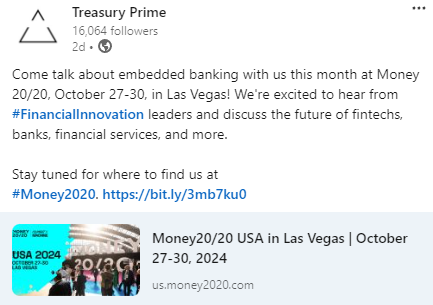 Treasury Prime
16,064 followers
2d •
Come talk about embedded banking with us this month at Money
20/20, October 27-30, in Las Vegas! We're excited to hear from
#FinancialInnovation leaders and discuss the future of fintechs,
banks, financial services, and more.
Stay tuned for where to find us at
#Money2020. https://bit.ly/3mb7ku0
MONEY
20/20
USA 2024
OCTOBER 27-30
LAS VEGAS
20/20
Money20/20 USA in Las Vegas | October
27-30, 2024
us.money2020.com